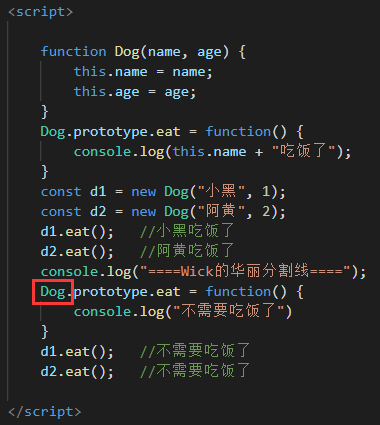 <script>
function Dog(name, age) {
this.name = name;
this.age = age;
}
Dog.prototype.eat = function() {
console.log(this.name + "吃饭了");
}
const d1 = new Dog("小黑", 1);
const d2 = new Dog("阿黄", 2);
d1.eat();   //小黑吃饭了
d2.eat();   //阿黄吃饭了
console.log("====Wick的华丽分割线====");
Dog.prototype.eat = function() {
console.log("不需要吃饭了")
}
d1.eat();   //不需要吃饭了
d2.eat();   //不需要吃饭了
</script>